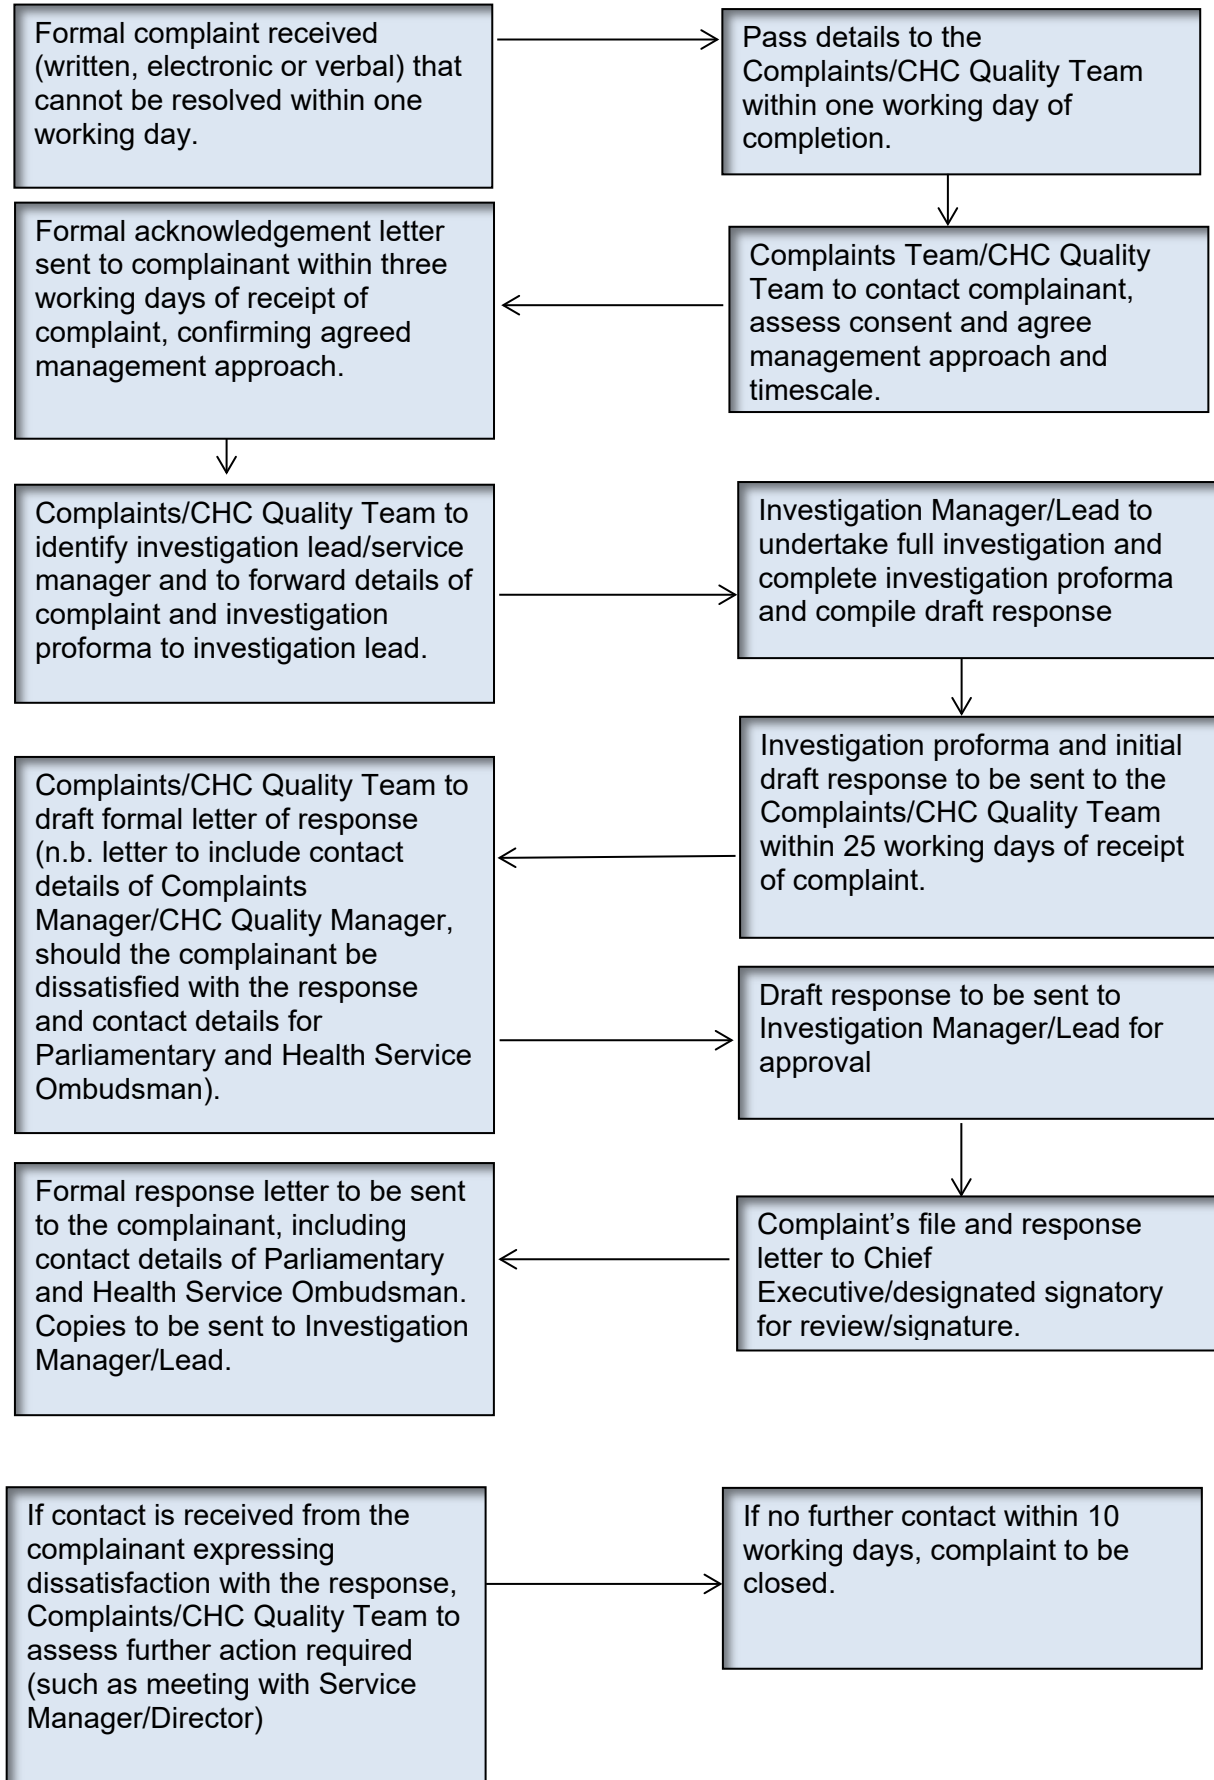 Formal complaint received
(written, electronic or verbal) that
cannot be resolved within one
working day.
Pass details to the
Complaints/CHC Quality Team
within one working day of
completion.
Complaints Team/CHC Quality
Team to contact complainant,
assess consent and agree
management approach and
timescale.
Formal acknowledgement letter
sent to complainant within three
working days of receipt of
complaint, confirming agreed
management approach.
Complaints/CHC Quality Team to
identify investigation lead/service
manager and to forward details of
complaint and investigation
proforma to investigation lead.
Investigation Manager/Lead to
undertake full investigation and
complete investigation proforma
and compile draft response
Investigation proforma and initial
draft response to be sent to the
Complaints/CHC Quality Team
within 25 working days of receipt
of complaint.
Complaints/CHC Quality Team to
draft formal letter of response
(n.b. letter to include contact
details of Complaints
Manager/CHC Quality Manager,
should the complainant be
dissatisfied with the response
and contact details for
Parliamentary and Health Service
Ombudsman).
Draft response to be sent to
Investigation Manager/Lead for
approval
Complaint’s file and response
letter to Chief
Executive/designated signatory
for review/signature.
Formal response letter to be sent
to the complainant, including
contact details of Parliamentary
and Health Service Ombudsman.
Copies to be sent to Investigation
Manager/Lead.
If contact is received from the
complainant expressing
dissatisfaction with the response,
Complaints/CHC Quality Team to
assess further action required
(such as meeting with Service
Manager/Director)
If no further contact within 10
working days, complaint to be
closed.